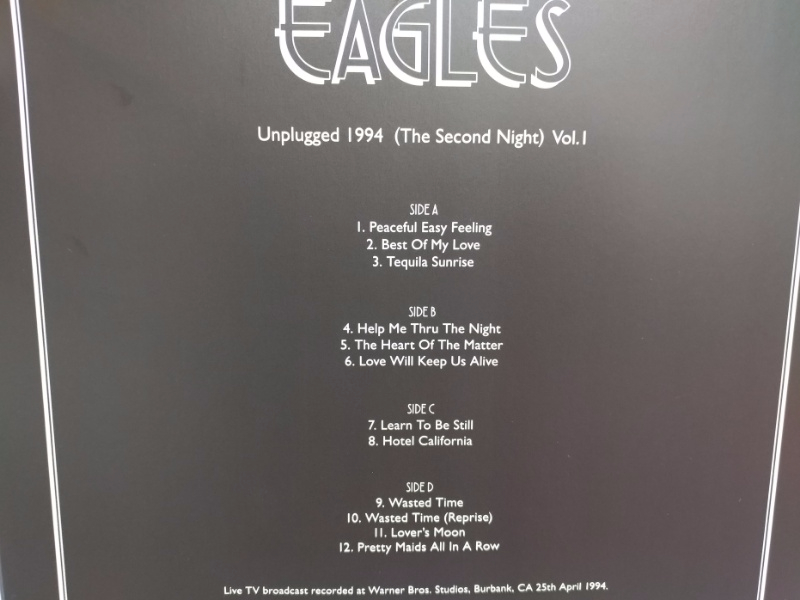 EAGLES
Unplugged 1994 (The Second Night) Vol.1
SIDE A
1. Peaceful Easy Feeling
2. Best Of My Love
3. Tequila Sunrise
SIDE B
4. Help Me Thru The Night
5. The Heart Of The Matter
6. Love Will Keep Us Alive
SIDE C
7. Learn To Be Still
8. Hotel California
SIDE D
9. Wasted Time
10. Wasted Time (Reprise)
11. Lover's Moon
12. Pretty Maids All In A Row
Live TV broadcast recorded at Warner Bros. Studios, Burbank, CA 25th April 1994.